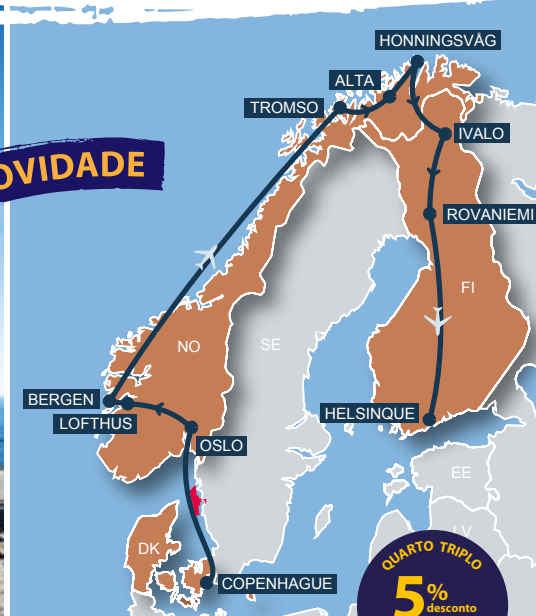 HONNINGSVÅG
ALTA
TROMSO
IVALO
OVIDADE
ROVANIEMI
FI
NO
SE
BERGEN
LOFTHUS
HELSINQUE
OSLO
EE
LV
DK
COPENHAGUE
QUARTO TRIPLO
5%
desconto